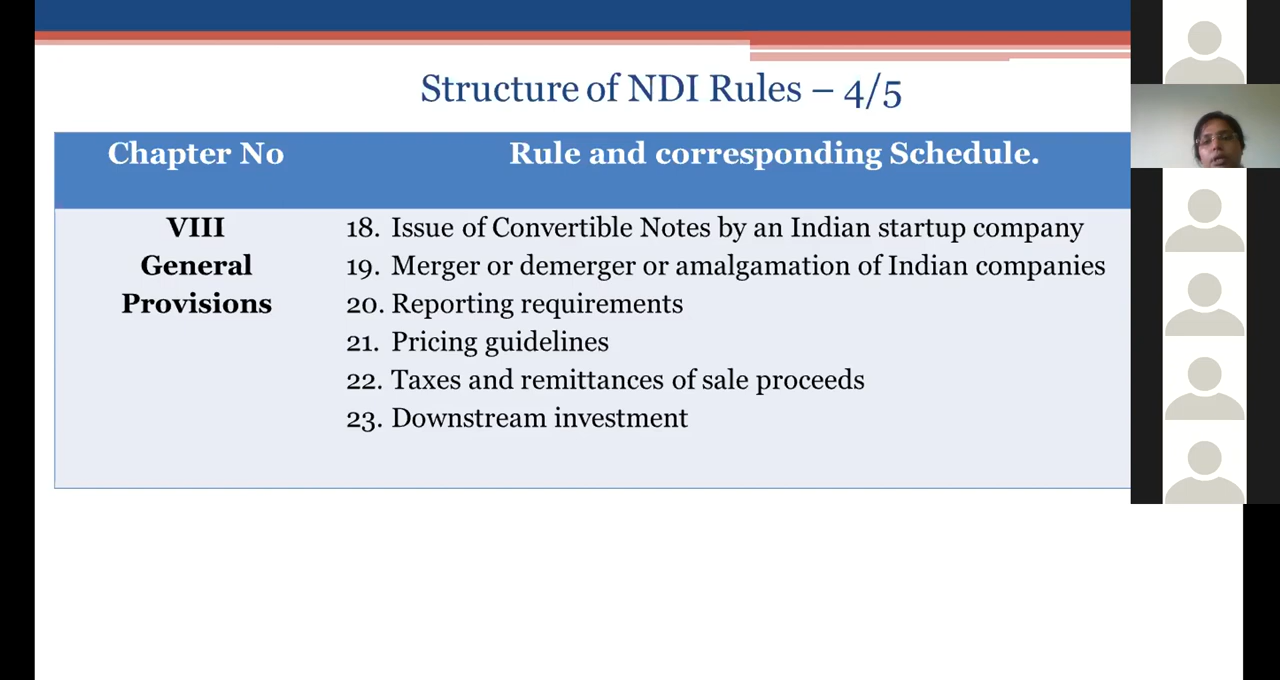 Structure of NDI Rules – 4/5
Chapter No
Rule and corresponding Schedule.
VIII
General
Provisions
18. Issue of Convertible Notes by an Indian startup company
19. Merger or demerger or amalgamation of Indian companies
20. Reporting requirements
21. Pricing guidelines
22. Taxes and remittances of sale proceeds
23. Downstream investment